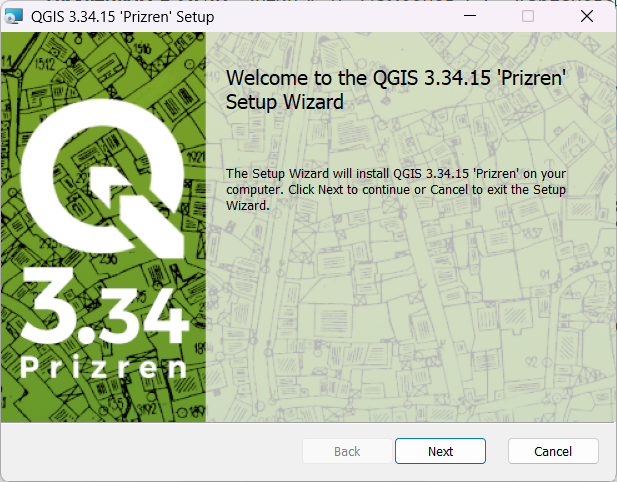 QGIS 3.34.15 'Prizren' Setup
Welcome to the QGIS 3.34.15 'Prizren'
Setup Wizard
The Setup Wizard will install QGIS 3.34.15 'Prizren' on your
computer. Click Next to continue or Cancel to exit the Setup
Wizard.
3.34
Prizren
Back
Next
Cancel